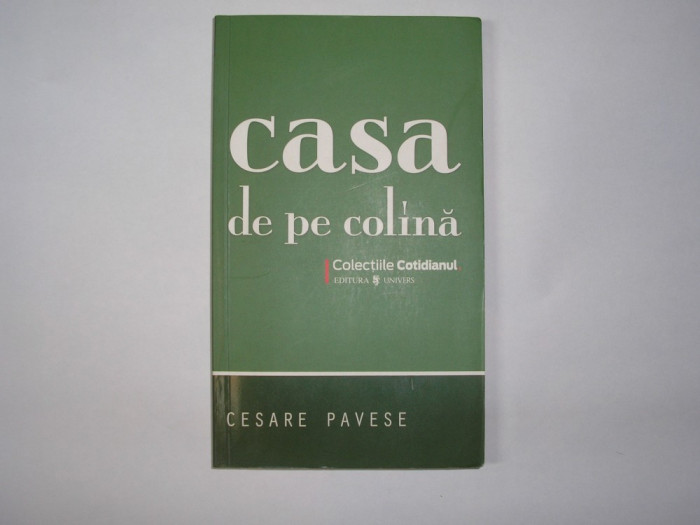 casa
de pe colină
Colecțiile Cotidianul.
EDITURA UNIVERS
CESARE PAVESE